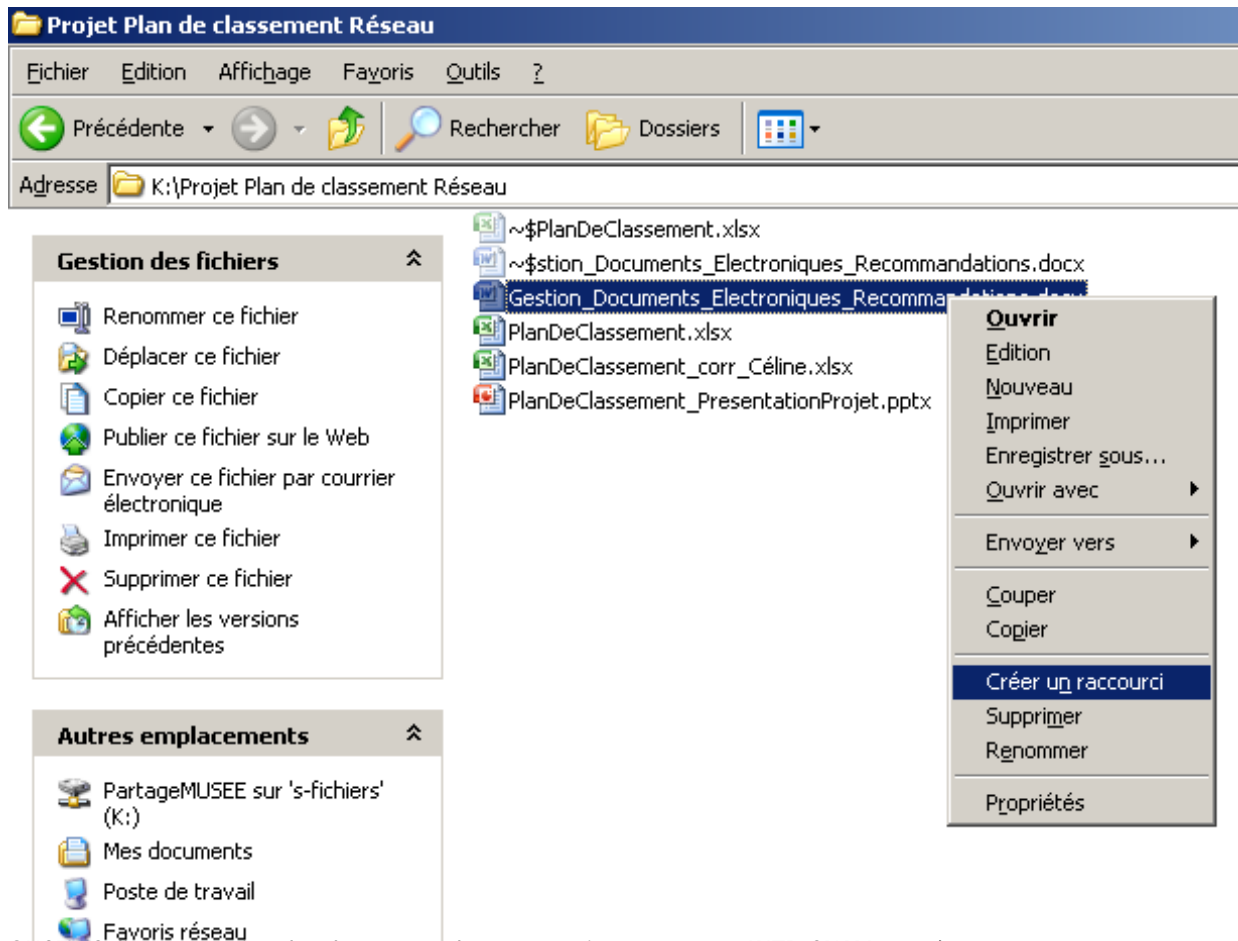 Projet Plan de classement Réseau
Fichier Edition Affichage Favoris Outils ?
Précédente Rechercher Dossiers
Adresse K:\Projet Plan de classement Réseau
Gestion des fichiers
Renommer ce fichier
Déplacer ce fichier
Copier ce fichier
Publier ce fichier sur le Web
Envoyer ce fichier par courrier
électronique
Imprimer ce fichier
Supprimer ce fichier
Afficher les versions
précédentes
Autres emplacements
PartageMUSEE sur 's-fichiers'
(K:)
Mes documents
Poste de travail
Favoris réseau
~$PlanDeClassement.xlsx
~$stion_Documents_Electroniques_Recommandations.docx
Gestion_Documents_Electroniques_Recommandations.docx
PlanDeClassement.xlsx
PlanDeClassement_corr_Céline.xlsx
PlanDeClassement_PresentationProjet.pptx
Ouvrir
Edition
Nouveau
Imprimer
Enregistrer sous...
Ouvrir avec
Envoyer vers
Couper
Copier
Créer un raccourci
Supprimer
Renommer
Propriétés